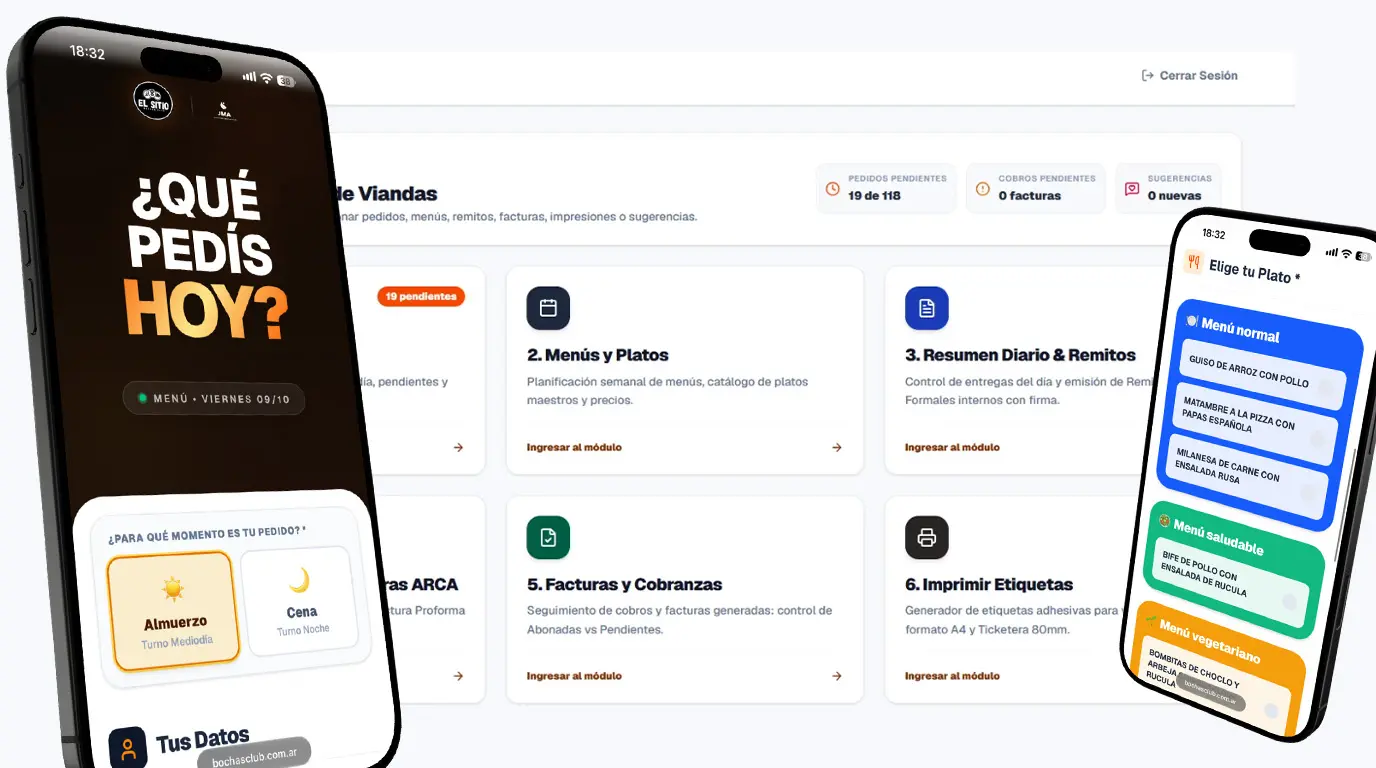 18:32
38
EL SITIO
JMA
¿QUÉ
PEDÍS
HOY?
MENÚ • VIERNES 09/10
¿PARA QUÉ MOMENTO ES TU PEDIDO? *
Almuerzo
Turno Mediodía
Cena
Turno Noche
Tus Datos
bochasclub.com.ar
Cerrar Sesión
de Viandas
nar pedidos, menús, remitos, facturas, impresiones o sugerencias.
PEDIDOS PENDIENTES
19 de 118
COBROS PENDIENTES
0 facturas
SUGERENCIAS
0 nuevas
19 pendientes
día, pendientes y
2. Menús y Platos
Planificación semanal de menús, catálogo de platos
maestros y precios.
Ingresar al módulo
3. Resumen Diario & Remitos
Control de entregas del día y emisión de Remi
Formales internos con firma.
Ingresar al módulo
ras ARCA
ctura Proforma
5. Facturas y Cobranzas
Seguimiento de cobros y facturas generadas: control de
Abonadas vs Pendientes.
Ingresar al módulo
6. Imprimir Etiquetas
Generador de etiquetas adhesivas para v
formato A4 y Ticketera 80mm.
Ingresar al módulo
18:32
Elige tu Plato *
Menú normal
GUISO DE ARROZ CON POLLO
MATAMBRE A LA PIZZA CON
PAPAS ESPAÑOLA
MILANESA DE CARNE CON
ENSALADA RUSA
Menú saludable
BIFE DE POLLO CON
ENSALADA DE RUCULA
Menú vegetariano
BOMBITAS DE CHOCLO Y
ARBEJA
RUCULA
bochasclub.com.ar